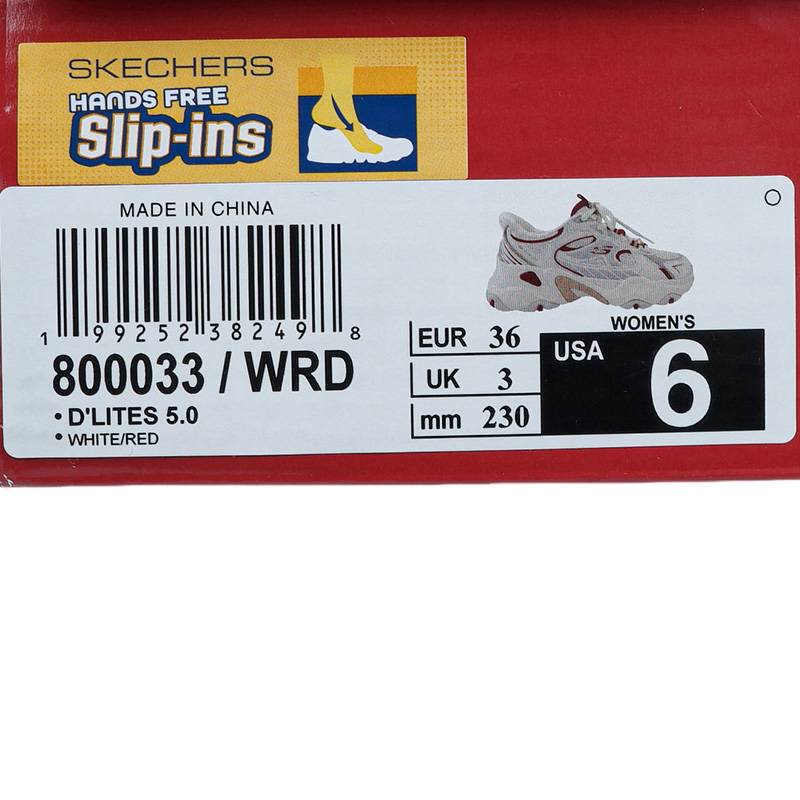 SKECHERS
HANDS FREE
Slip-ins
MADE IN CHINA
1 99252 38249 8
800033 / WRD
• D'LITES 5.0
• WHITE/RED
WOMEN'S
EUR 36
UK 3
mm 230
USA 6